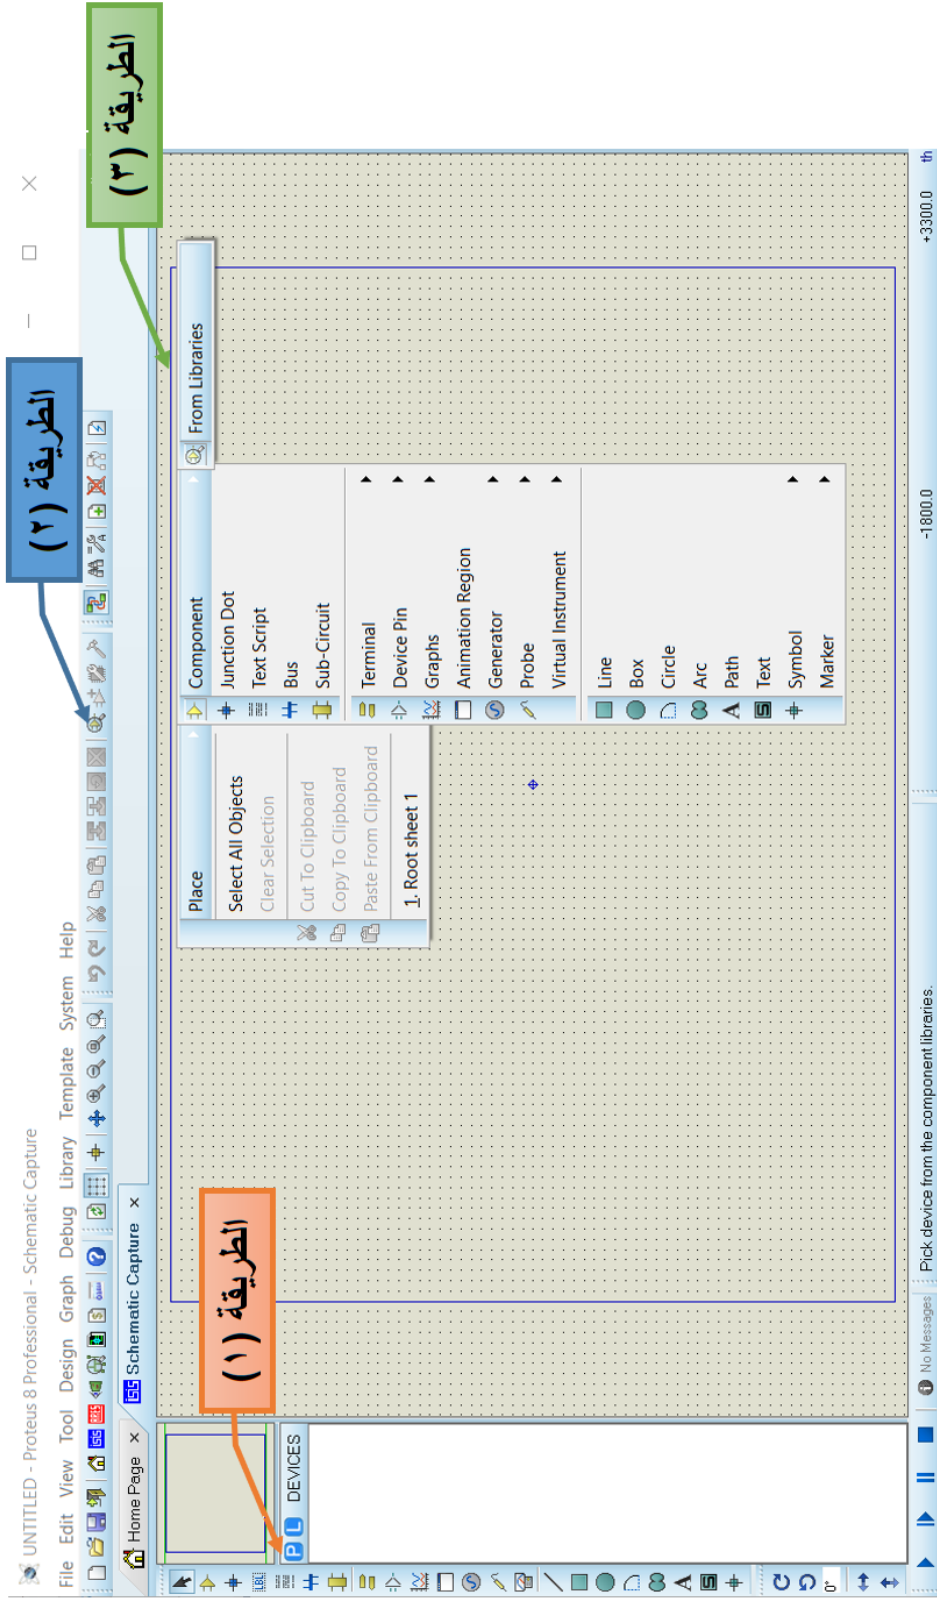 UNTITLED - Proteus 8 Professional - Schematic Capture
File Edit View Tool Design Graph Debug Library Template System Help
الطريقة (٢)
الطريقة (٣)
Home Page
Schematic Capture
الطريقة (١)
P L DEVICES
Place
Select All Objects
Clear Selection
Cut To Clipboard
Copy To Clipboard
Paste From Clipboard
1. Root sheet 1
Component
Junction Dot
Text Script
Bus
Sub-Circuit
Terminal
Device Pin
Graphs
Animation Region
Generator
Probe
Virtual Instrument
Line
Box
Circle
Arc
Path
Text
Symbol
Marker
From Libraries
LBL
0°
No Messages
Pick device from the component libraries.
-1800.0
+3300.0
th